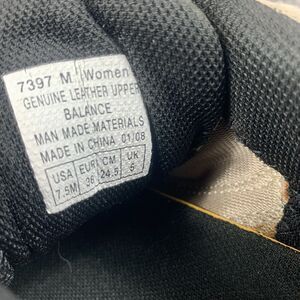 7397 M Women
GENUINE LEATHER UPPER
BALANCE
MAN MADE MATERIALS
MADE IN CHINA 01/08
USA EUR CM UK
7.5M 38 24.5 5